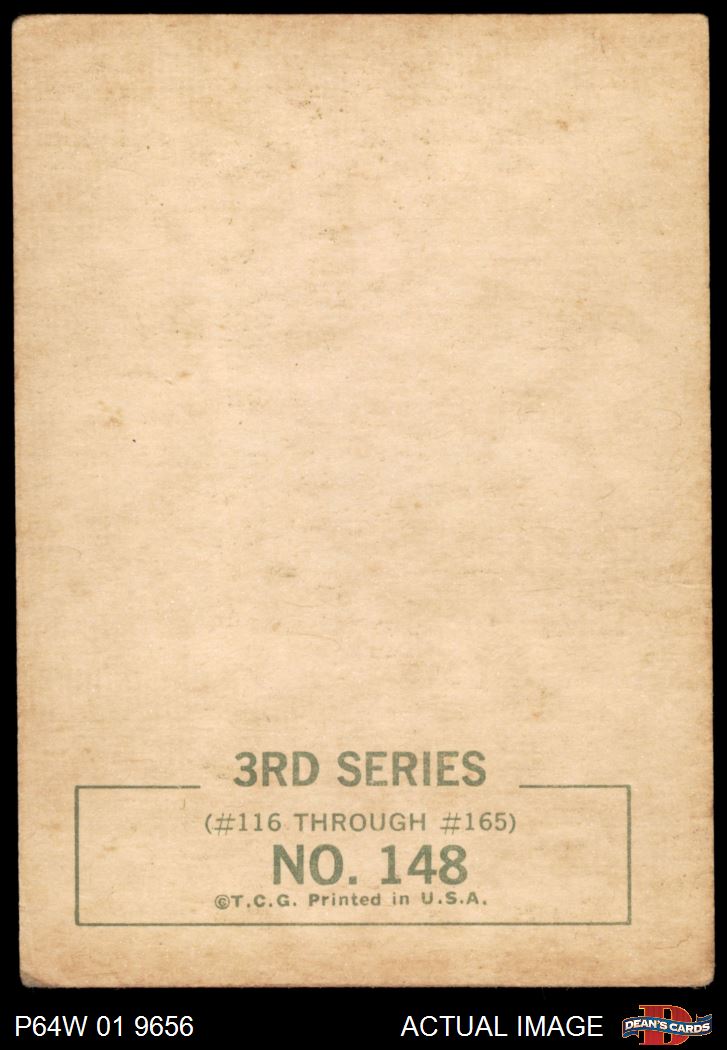 3RD SERIES
(#116 THROUGH #165)
NO. 148
©T.C.G. Printed in U.S.A.
P64W 01 9656
ACTUAL IMAGE
D
DEAN'S CARDS